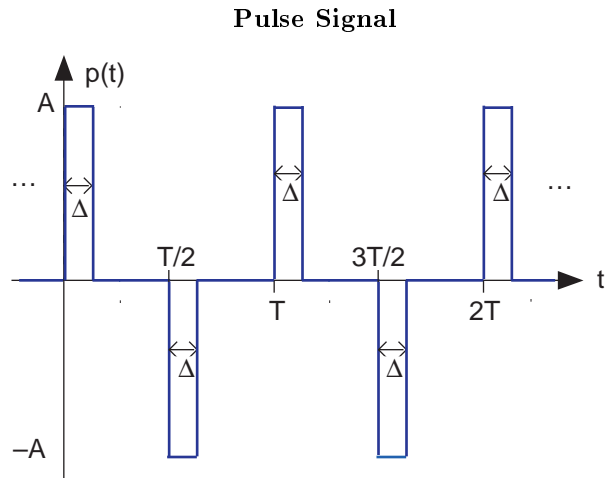 Pulse Signal
p(t)
A
... Δ Δ Δ ...
T/2 3T/2
t
T 2T
Δ Δ
–A